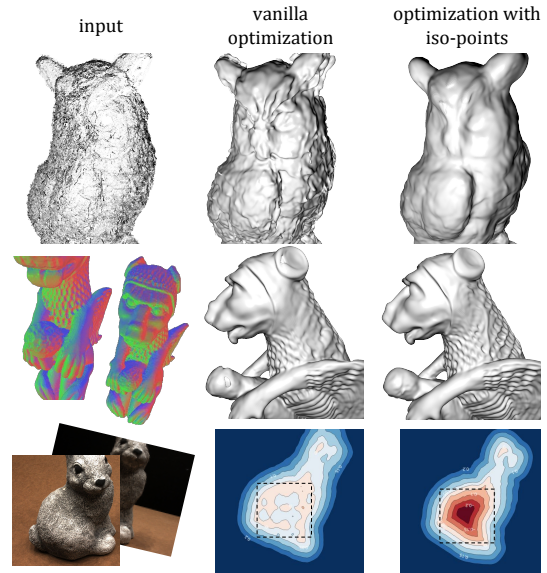 input
vanilla
optimization
optimization with
iso-points